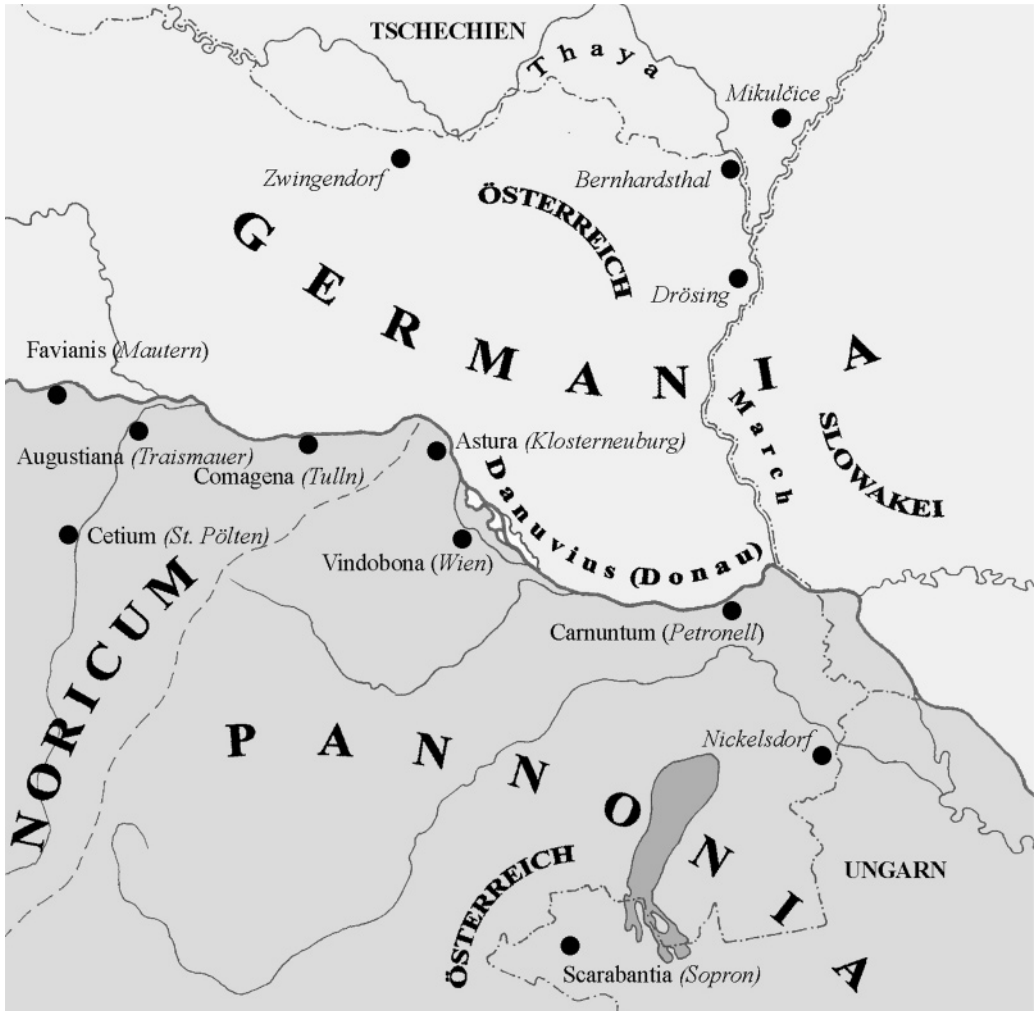 TSCHECHIEN
Thaya
Mikulčice
Zwingendorf
Bernhardsthal
ÖSTERREICH
GERMANIA
Drösing
Favianis (Mautern)
March
SLOWAKEI
Augustiana (Traismauer)
Comagena (Tulln)
Astura (Klosterneuburg)
Danuvius (Donau)
Cetium (St. Pölten)
Vindobona (Wien)
NORICUM
Carnuntum (Petronell)
PANNONIA
Nickelsdorf
ÖSTERREICH
UNGARN
Scarabantia (Sopron)